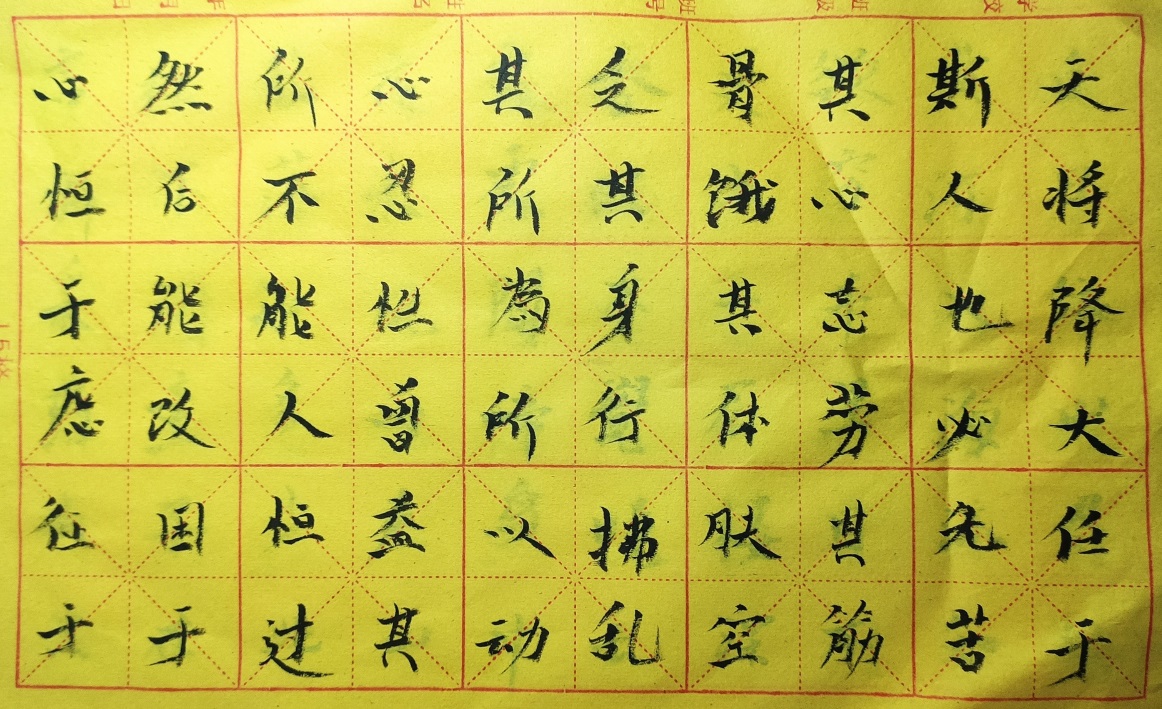 天将降大任于
斯人也必先苦
其心志劳其筋
骨饿其体肤空
乏其身行拂乱
其所為所以动
心忍性曾益其
所不能人恒过
然后能改困于
心恒于征于